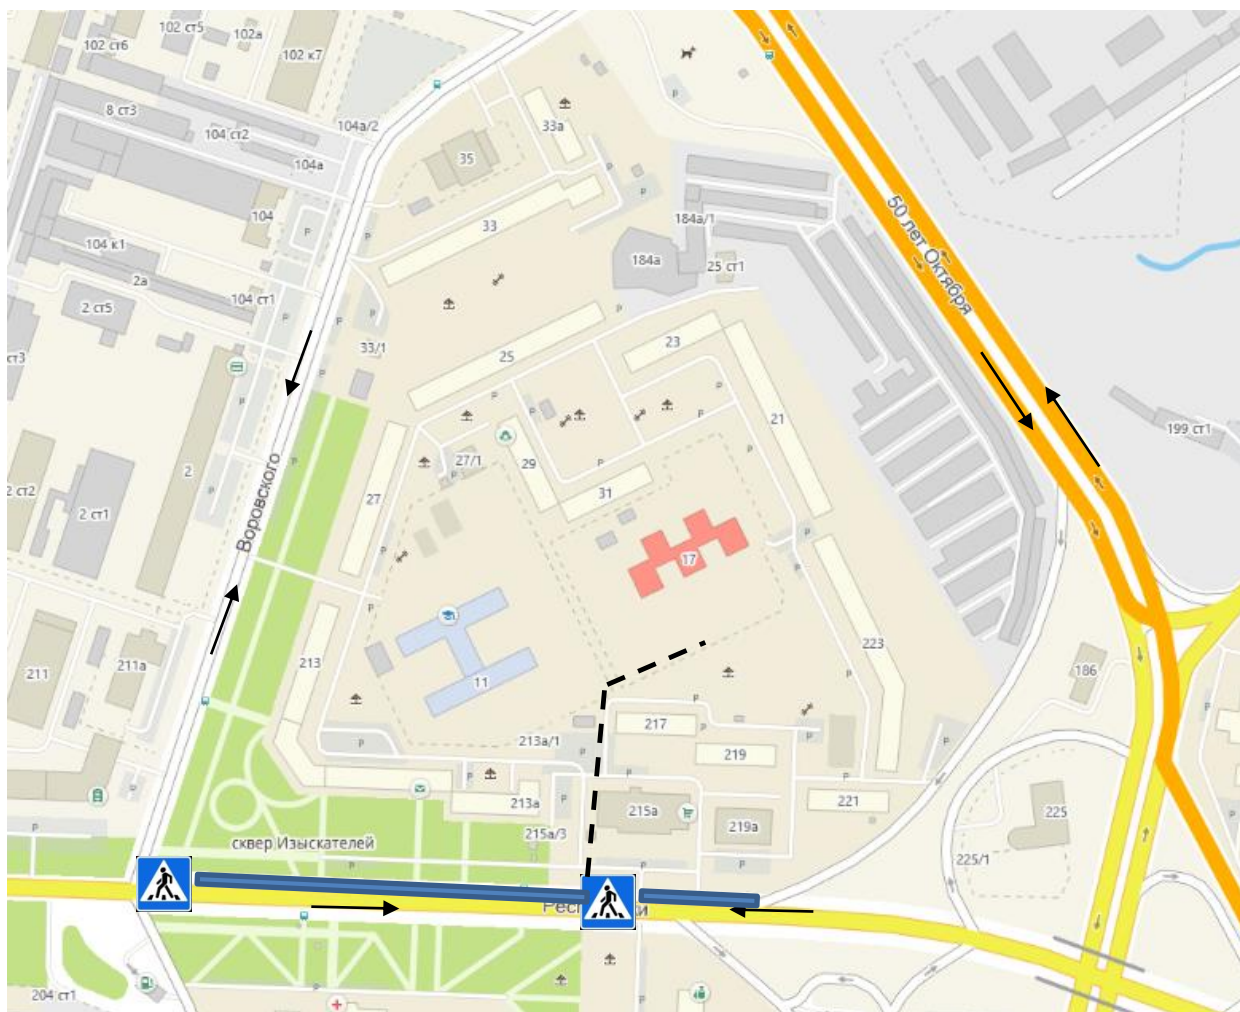 102 ст5
102а
102 ст6
102 к7
8 ст3
104 ст2
104а/2
104а
33а
35
104
33
184а/1
184а
25 ст1
50 лет Октября
104 к1
2а
104 ст1
2 ст5
ст3
33/1
25
23
21
199 ст1
27/1
29
31
27
2
2 ст2
2 ст1
Воровского
17
11
213
211а
211
223
186
217
219
213а/1
213а
215а
219а
221
225
215а/3
225/1
сквер Изыскателей
204 ст1
P